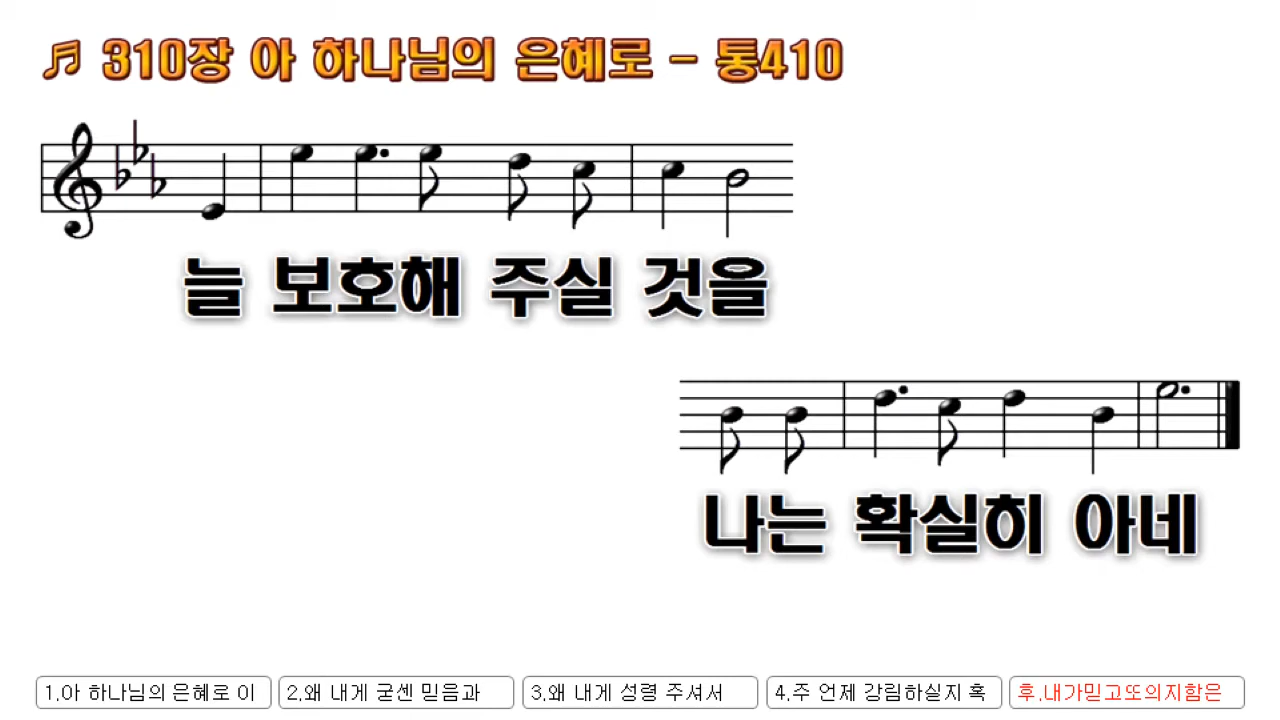 ♬ 310장 아 하나님의 은혜로 - 통410
늘 보호해 주실 것을
나는 확실히 아네
1.아 하나님의 은혜로 이
2.왜 내게 굳센 믿음과
3.왜 내게 성령 주셔서
4.주 언제 강림하실지 혹
후.내가믿고또의지함은